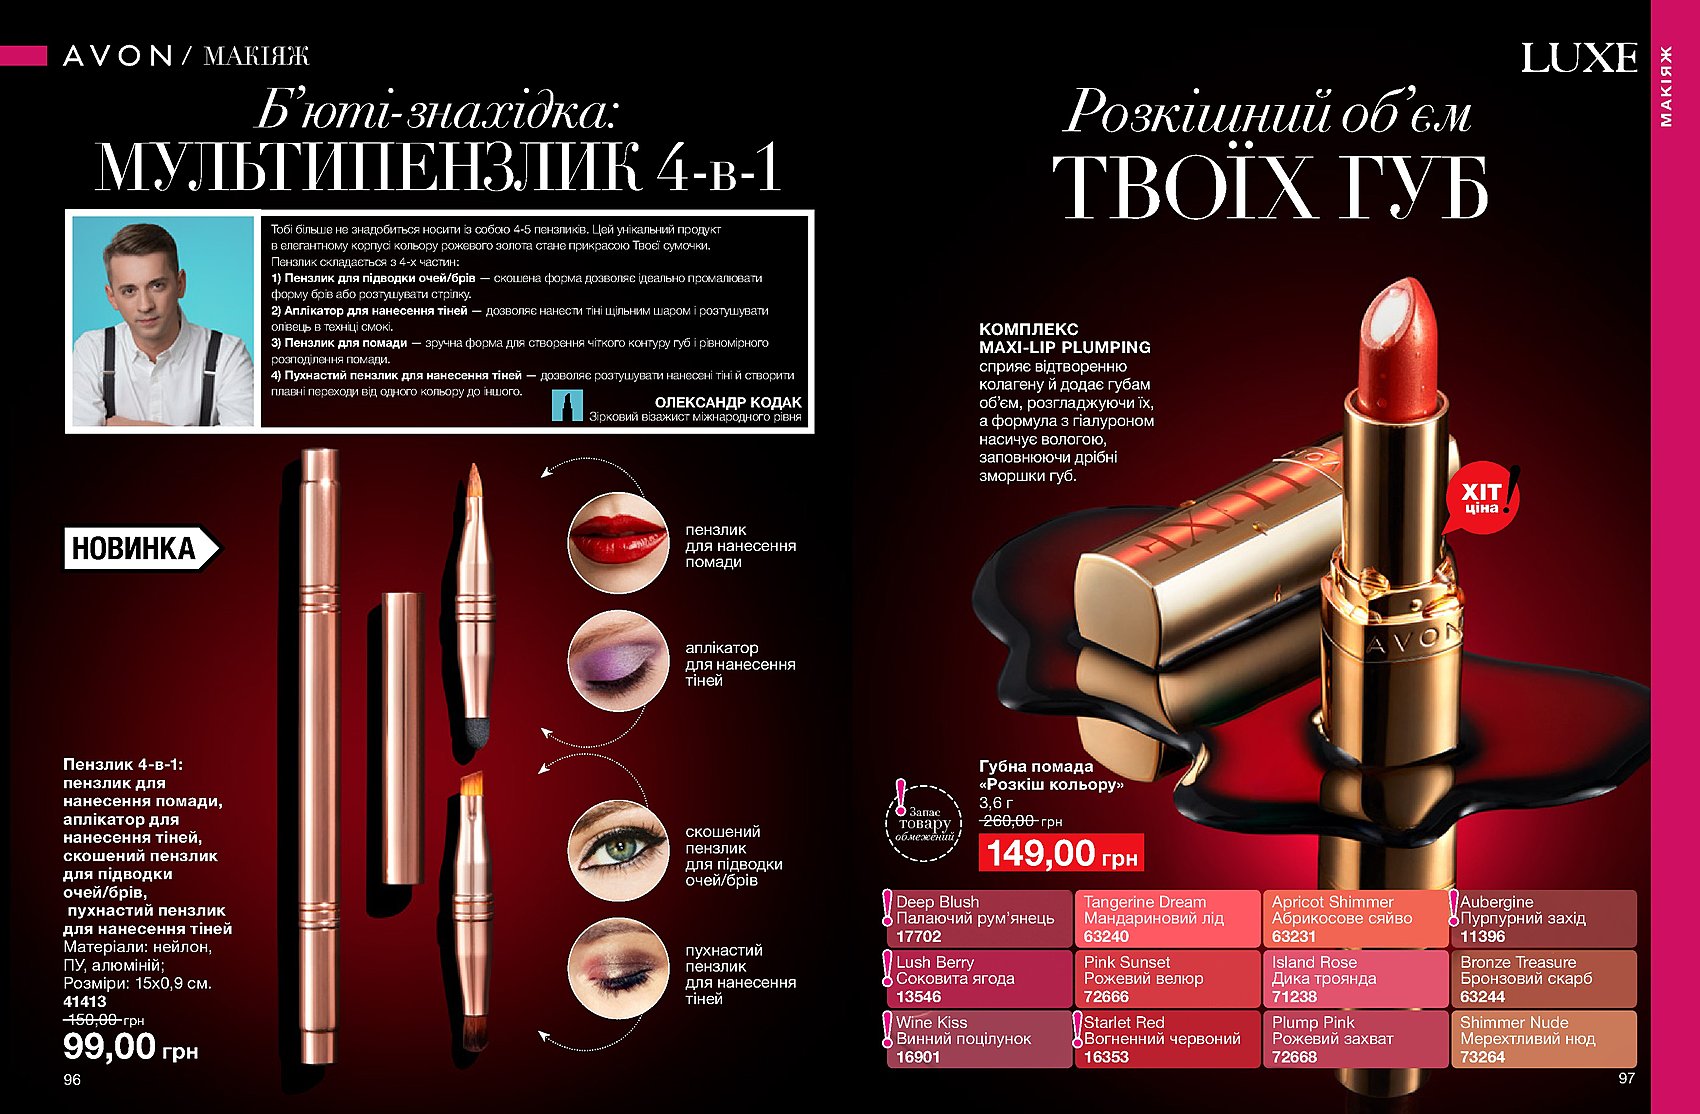 AVON / МАКІЯЖ
Б'юті-знахідка:
МУЛЬТИПЕНЗЛИК 4-в-1
Тобі більше не знадобиться носити із собою 4-5 пензликів. Цей унікальний продукт
в елегантному корпусі кольору рожевого золота стане прикрасою Твоєї сумочки.
Пензлик складається з 4-х частин:
1) Пензлик для підводки очей/брів — скошена форма дозволяє ідеально промалювати
форму брів або розтушувати стрілку.
2) Аплікатор для нанесення тіней — дозволяє нанести тіні щільним шаром і розтушувати
олівець в техніці смокі.
3) Пензлик для помади — зручна форма для створення чіткого контуру губ і рівномірного
розподілення помади.
4) Пухнастий пензлик для нанесення тіней — дозволяє розтушувати нанесені тіні й створити
плавні переходи від одного кольору до іншого.
ОЛЕКСАНДР КОДАК
Зірковий візажист міжнародного рівня
НОВИНКА
пензлик
для нанесення
помади
аплікатор
для нанесення
тіней
скошений
пензлик
для підводки
очей/брів
пухнастий
пензлик
для нанесення
тіней
Пензлик 4-в-1:
пензлик для
нанесення помади,
аплікатор для
нанесення тіней,
скошений пензлик
для підводки
очей/брів,
пухнастий пензлик
для нанесення тіней
Матеріали: нейлон,
ПУ, алюміній;
Розміри: 15х0,9 см.
41413
150,00 грн
99,00 грн
96
LUXE
МАКІЯЖ
Розкішний об'єм
ТВОЇХ ГУБ
КОМПЛЕКС
MAXI-LIP PLUMPING
сприяє відтворенню
колагену й додає губам
об'єм, розгладжуючи їх,
а формула з гіалуроном
насичує вологою,
заповнюючи дрібні
зморшки губ.
ХІТ
ціна!
LUXE
AVON
Губна помада
«Розкіш кольору»
3,6 г
260,00 грн
149,00 грн
Запас
товару
обмежений
Deep Blush
Палаючий рум'янець
17702
Tangerine Dream
Мандариновий лід
63240
Apricot Shimmer
Абрикосове сяйво
63231
Aubergine
Пурпурний захід
11396
Lush Berry
Соковита ягода
13546
Pink Sunset
Рожевий велюр
72666
Island Rose
Дика троянда
71238
Bronze Treasure
Бронзовий скарб
63244
Wine Kiss
Винний поцілунок
16901
Starlet Red
Вогненний червоний
16353
Plump Pink
Рожевий захват
72668
Shimmer Nude
Мерехтливий нюд
73264
97